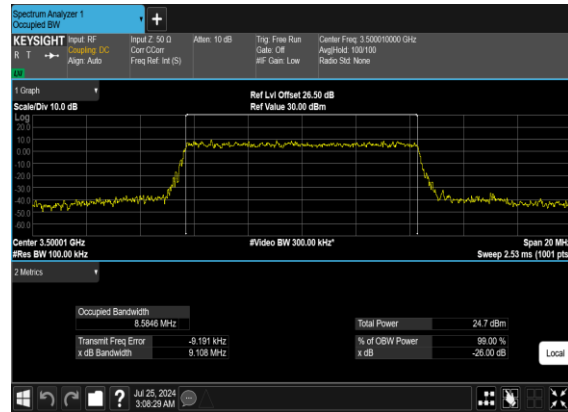 Spectrum Analyzer 1
Occupied BW
+
KEYSIGHT Input: RF Input Z: 50 Ω Atten: 10 dB Trig: Free Run Center Freq: 3.500010000 GHz
R T Coupling: DC Corr CCorr Gate: Off Avg|Hold: 100/100
Align: Auto Freq Ref: Int (S) #IF Gain: Low Radio Std: None
LU
1 Graph
Ref Lvl Offset 26.50 dB
Scale/Div 10.0 dB Ref Value 30.00 dBm
Log
20.0
10.0
0.00
-10.0
-20.0
-30.0
-40.0
-50.0
-60.0
Center 3.50001 GHz #Video BW 300.00 kHz* Span 20 MHz
#Res BW 100.00 kHz Sweep 2.53 ms (1001 pts)
2 Metrics
Occupied Bandwidth
8.5846 MHz Total Power 24.7 dBm
Transmit Freq Error -9.191 kHz % of OBW Power 99.00 %
x dB Bandwidth 9.108 MHz x dB -26.00 dB
Local
? Jul 25, 2024
3:08:29 AM